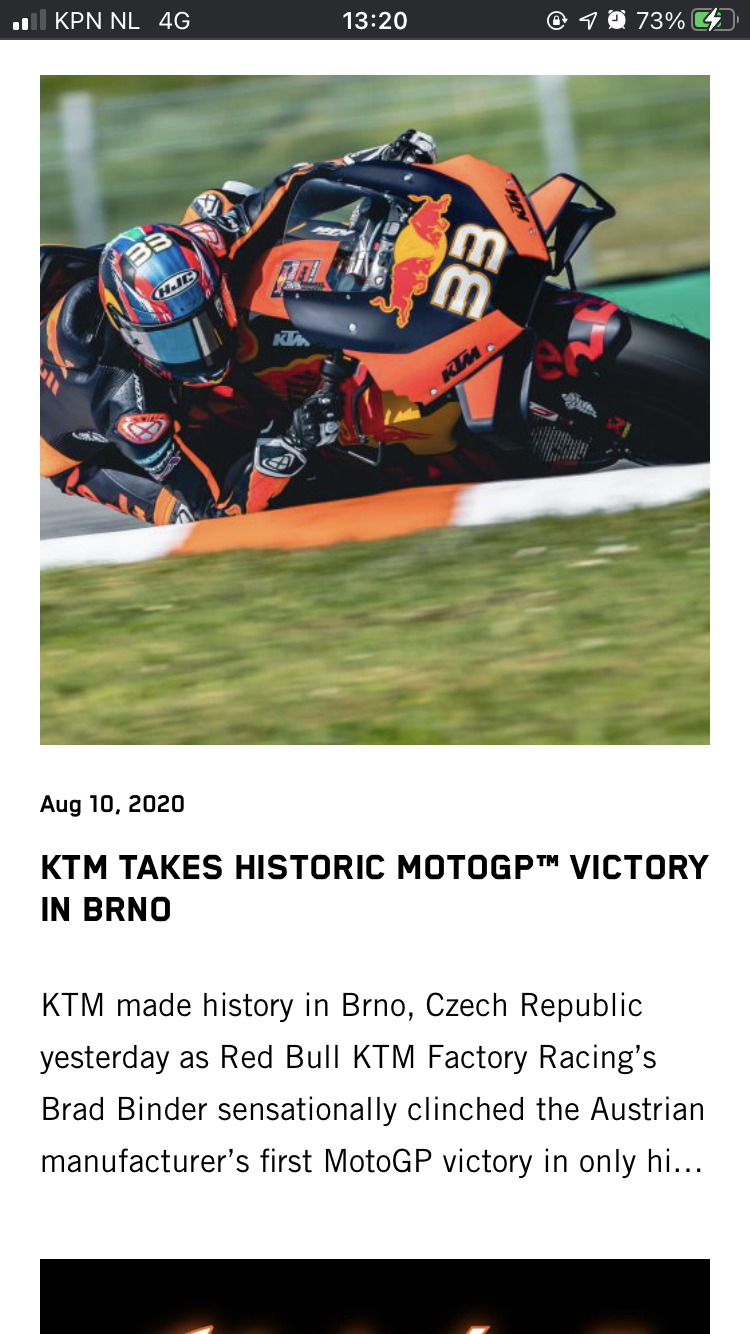 KPN NL 4G 13:20 73%
33
HJC
33
KTM
KTM
KTM
Aug 10, 2020
KTM TAKES HISTORIC MOTOGP™ VICTORY
IN BRNO
KTM made history in Brno, Czech Republic
yesterday as Red Bull KTM Factory Racing’s
Brad Binder sensationally clinched the Austrian
manufacturer’s first MotoGP victory in only hi…